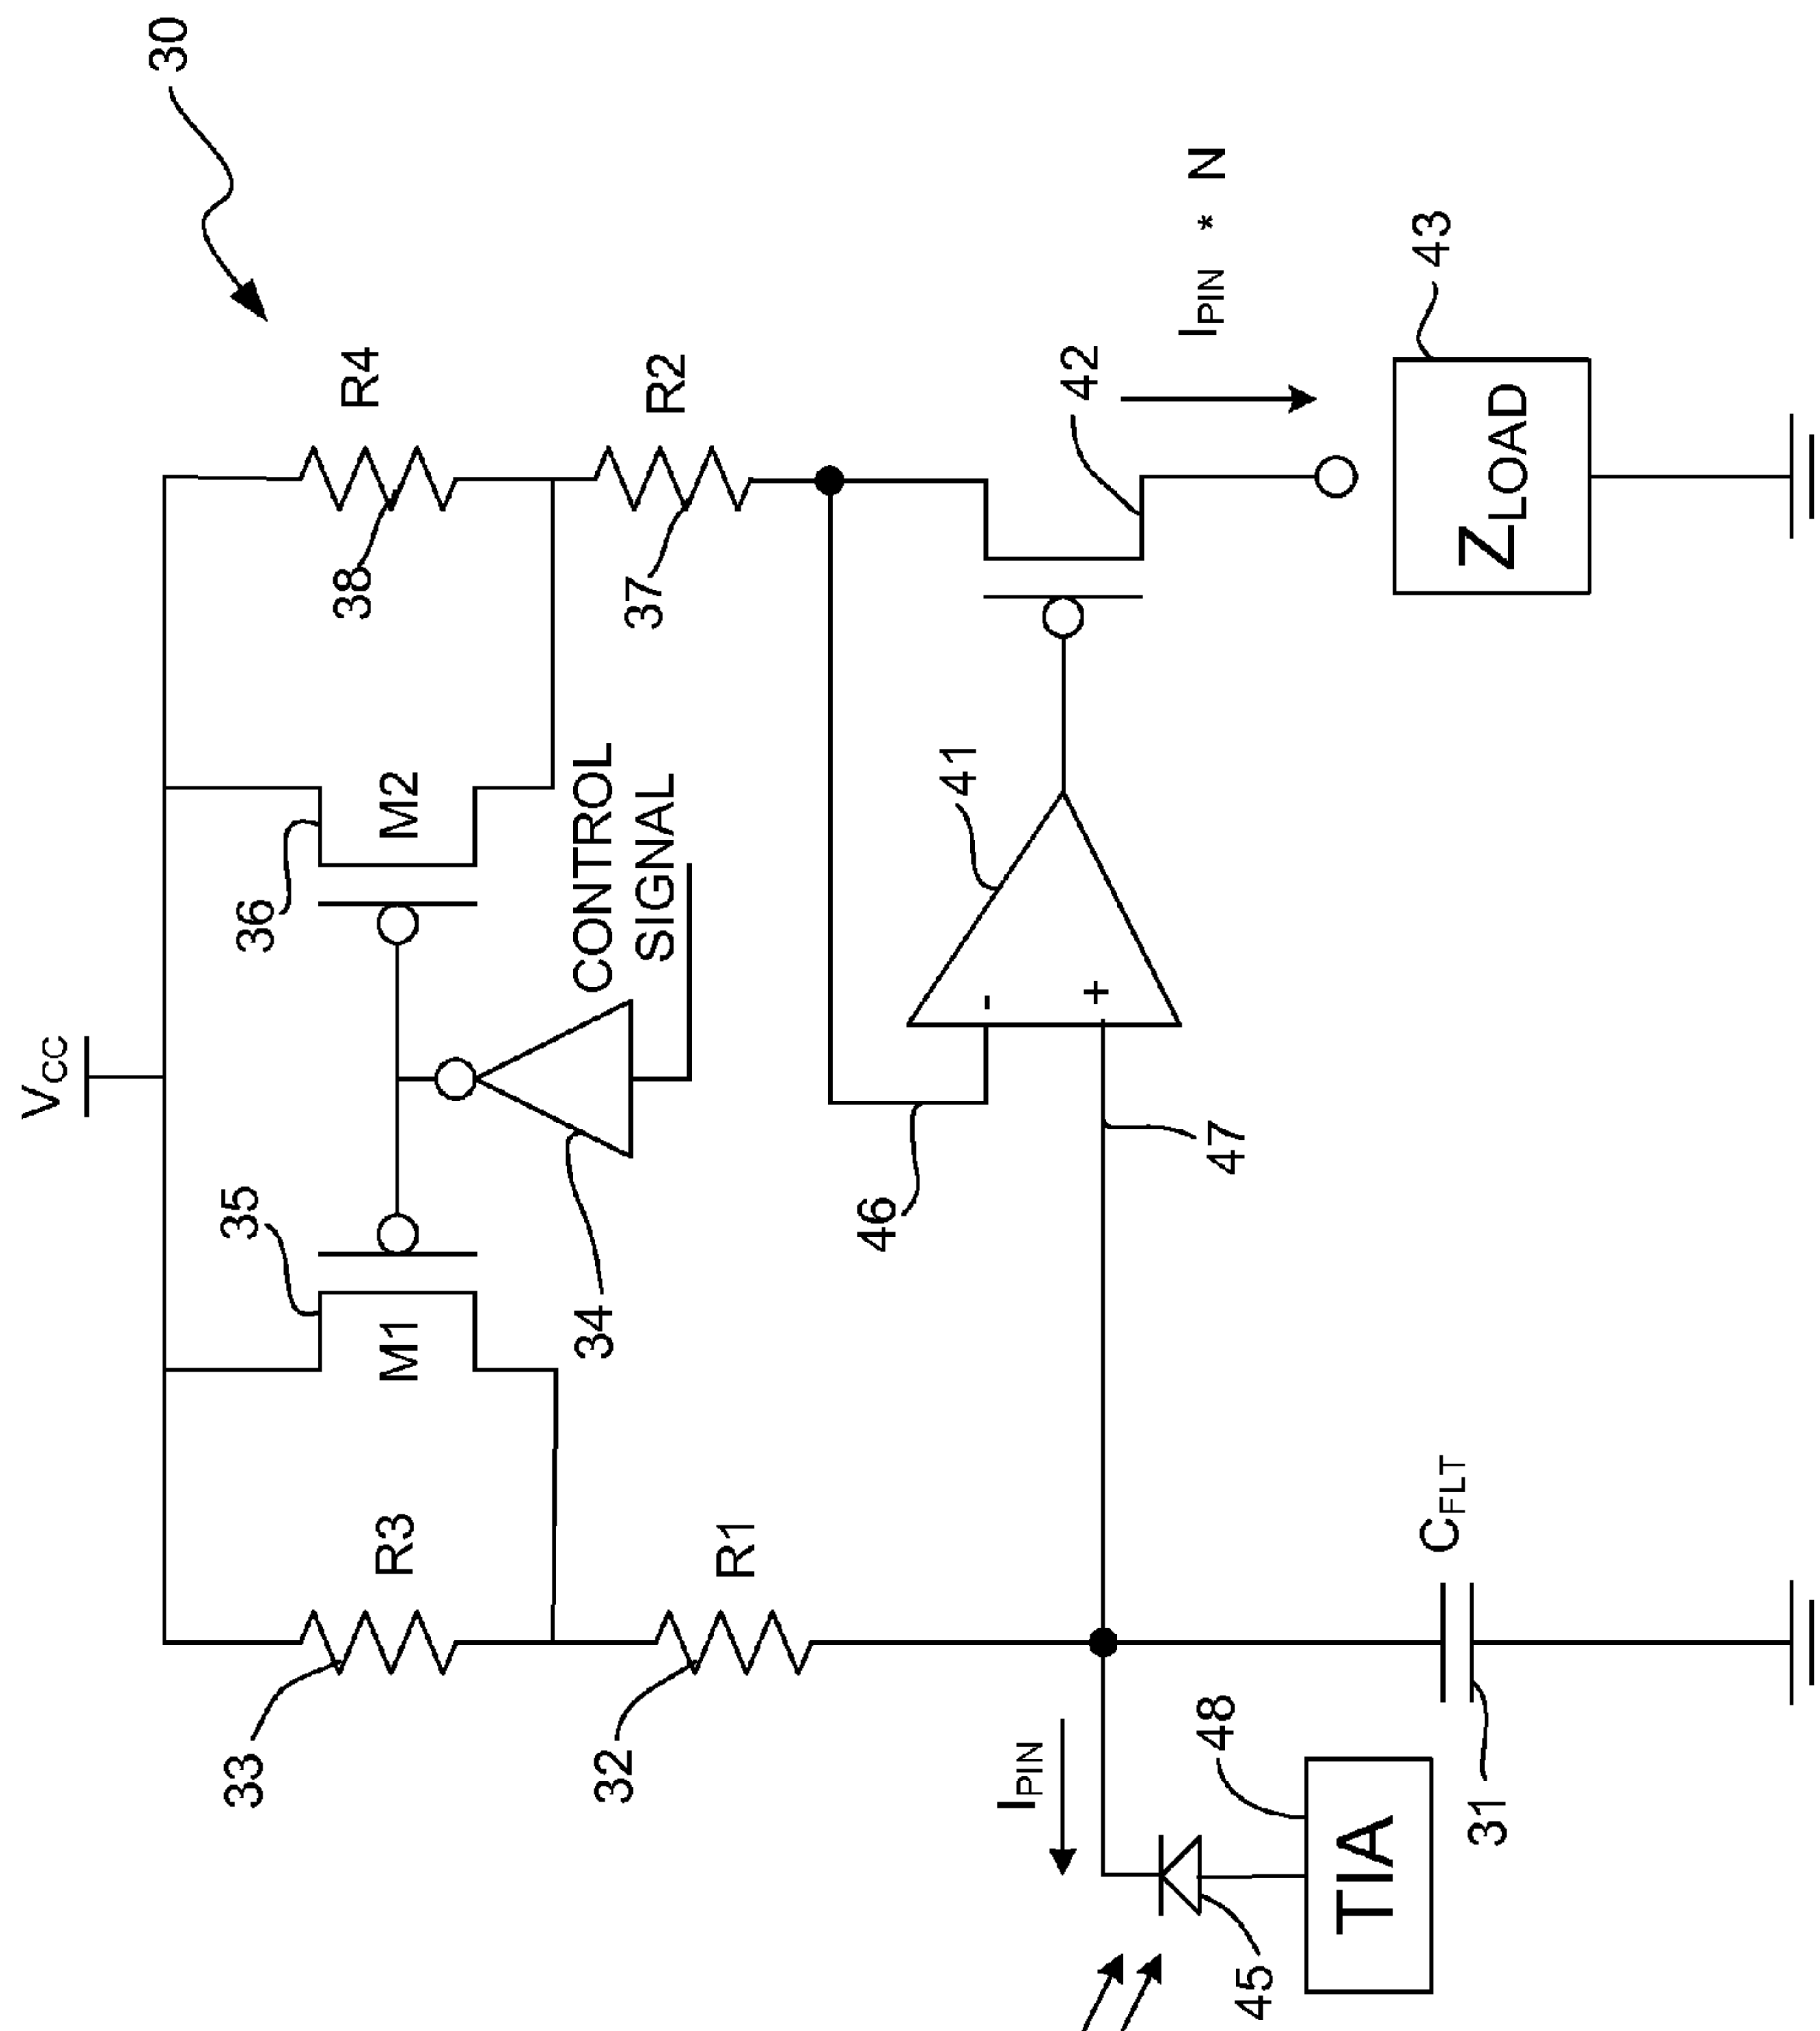 30
VCC
R4
38
R2
37
36
M2
35
M1
CONTROL
SIGNAL
34
R3
33
R1
32
46
-
+
41
47
42
IPIN * N
43
ZLOAD
IPIN
48
TIA
45
CFLT
31